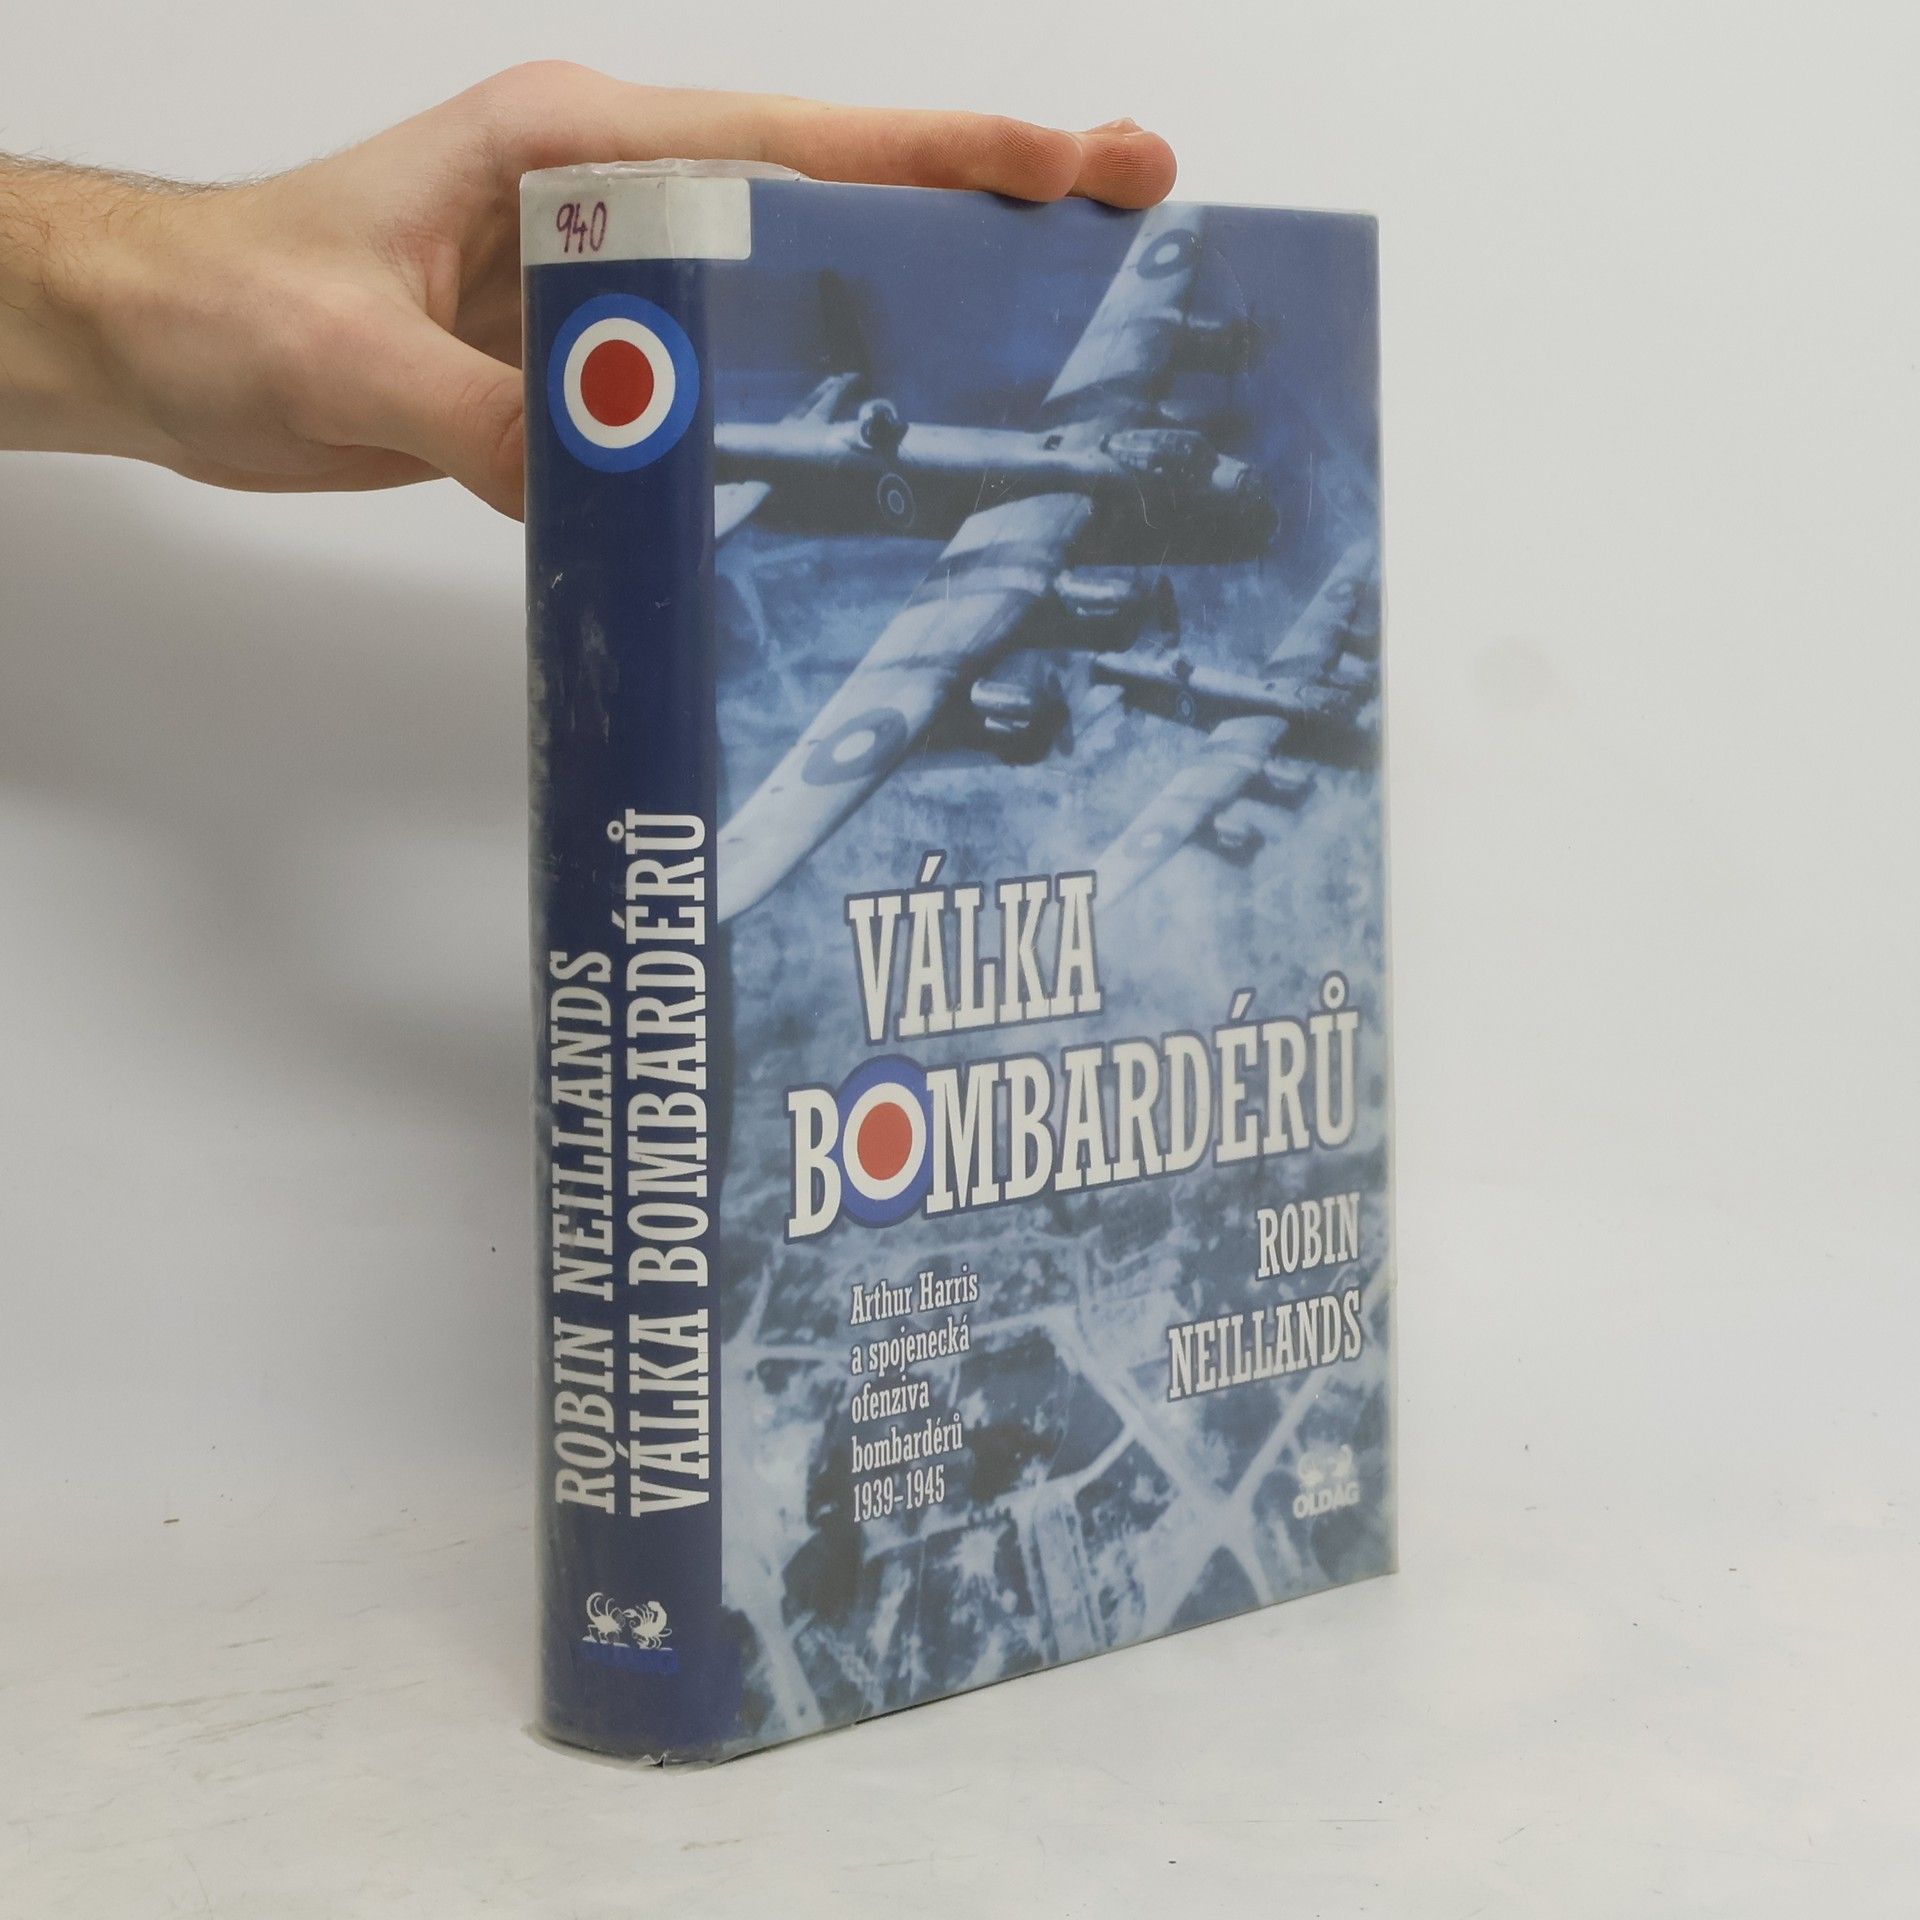 940
ROBIN NEILLANDS
VÁLKA BOMBARDÉRŮ
VÁLKA
BOMBARDÉRŮ
ROBIN
NEILLANDS
Arthur Harris
a spojenecká
ofenziva
bombardérů
1939–1945
OLDAG